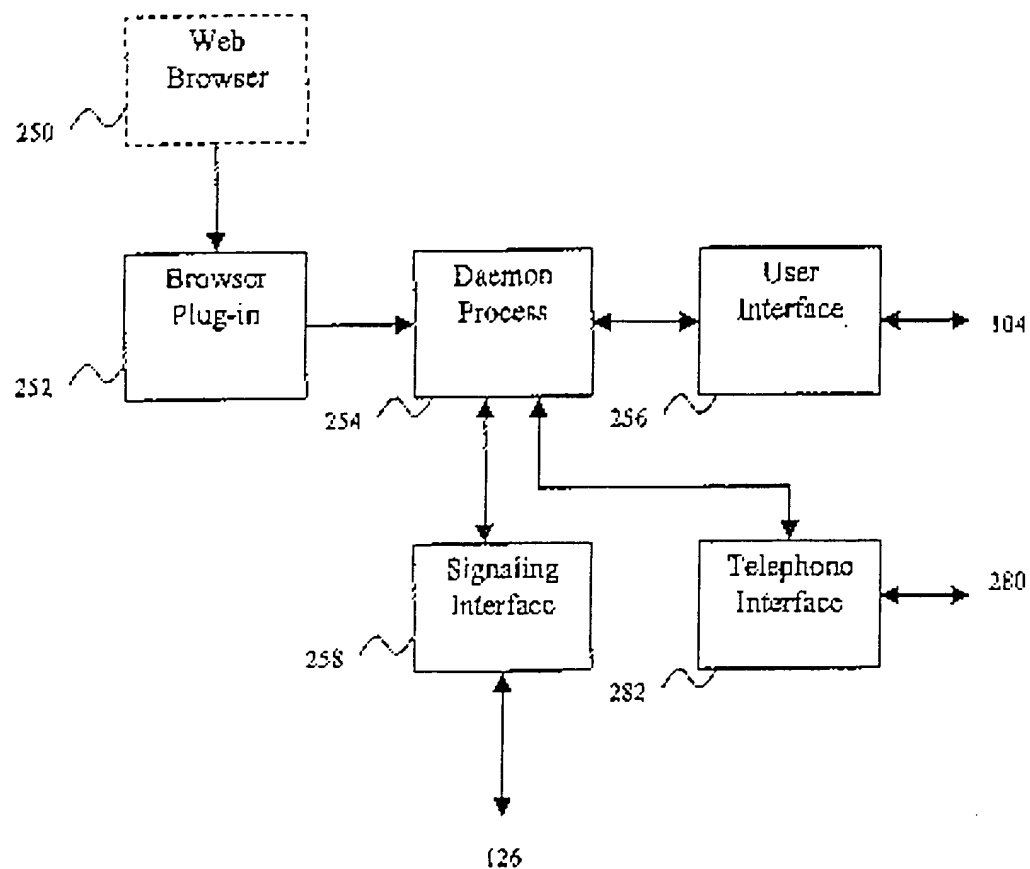 Web
Browser
250
Browser
Plug-in
252
Daemon
Process
254
User
Interface
256
104
Signaling
Interface
258
Telephone
Interface
282
280
126